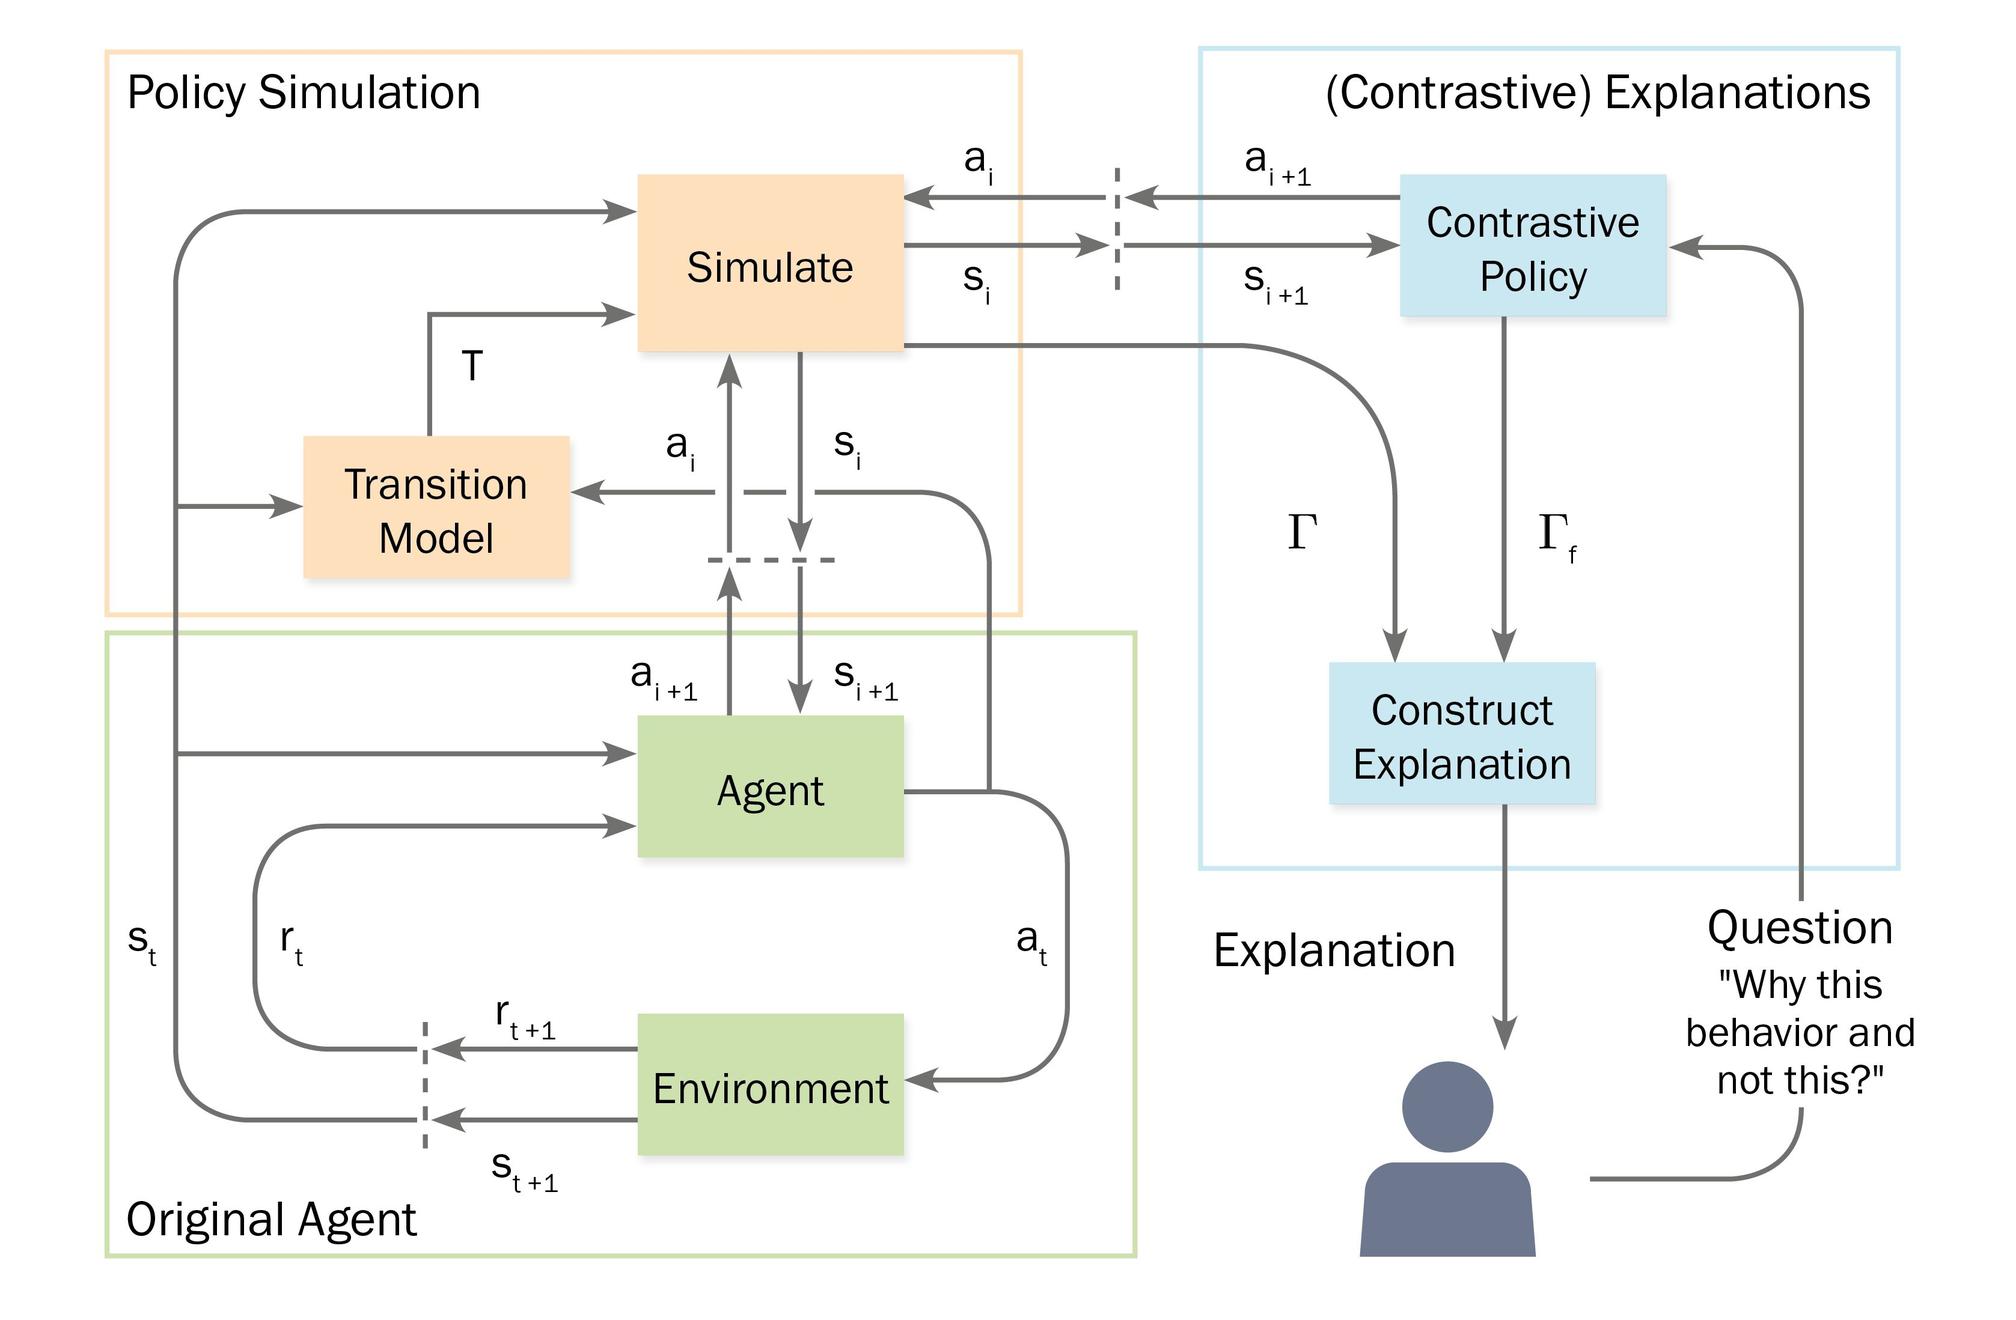 Policy Simulation
(Contrastive) Explanations
a_i
a_{i+1}
Simulate
Contrastive
Policy
s_i
s_{i+1}
T
a_i
s_i
Transition
Model
Γ
Γ_f
a_{i+1}
s_{i+1}
Construct
Explanation
Agent
s_t
r_t
a_t
Explanation
Question
"Why this
behavior and
not this?"
r_{t+1}
Environment
s_{t+1}
Original Agent